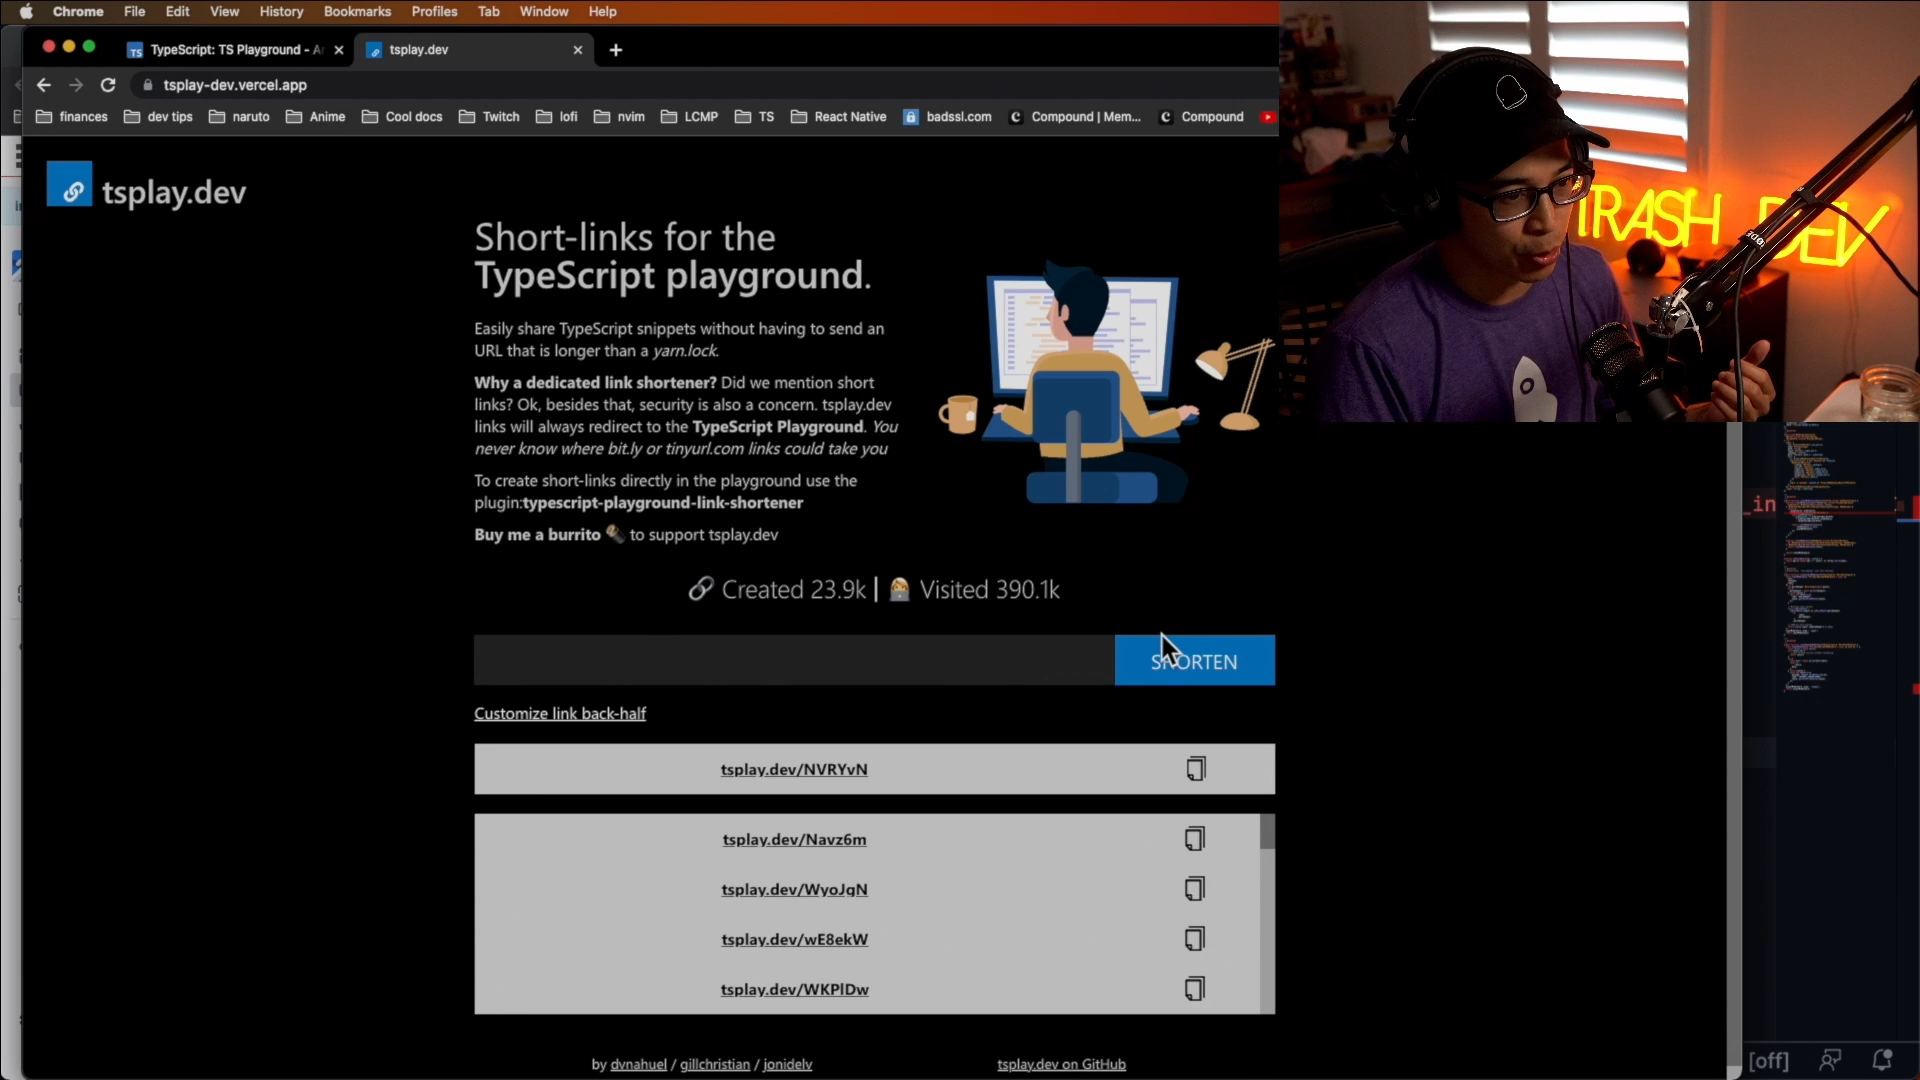 Chrome File Edit View History Bookmarks Profiles Tab Window Help
TS TypeScript: TS Playground - Ar
tsplay.dev
tsplay-dev.vercel.app
finances dev tips naruto Anime Cool docs Twitch lofi nvim LCMP TS React Native badssl.com Compound | Mem... Compound
tsplay.dev
TRASH DEV
Short-links for the
TypeScript playground.
Easily share TypeScript snippets without having to send an
URL that is longer than a yarn.lock.
Why a dedicated link shortener? Did we mention short
links? Ok, besides that, security is also a concern. tsplay.dev
links will always redirect to the TypeScript Playground. You
never know where bit.ly or tinyurl.com links could take you
To create short-links directly in the playground use the
plugin:typescript-playground-link-shortener
Buy me a burrito to support tsplay.dev
Created 23.9k | Visited 390.1k
SHORTEN
Customize link back-half
tsplay.dev/NVRYvN
tsplay.dev/Navz6m
tsplay.dev/WyoJgN
tsplay.dev/wE8ekW
tsplay.dev/WKPlDw
by dvnahuel / gillchristian / jonidelv
tsplay.dev on GitHub
_in
[off]